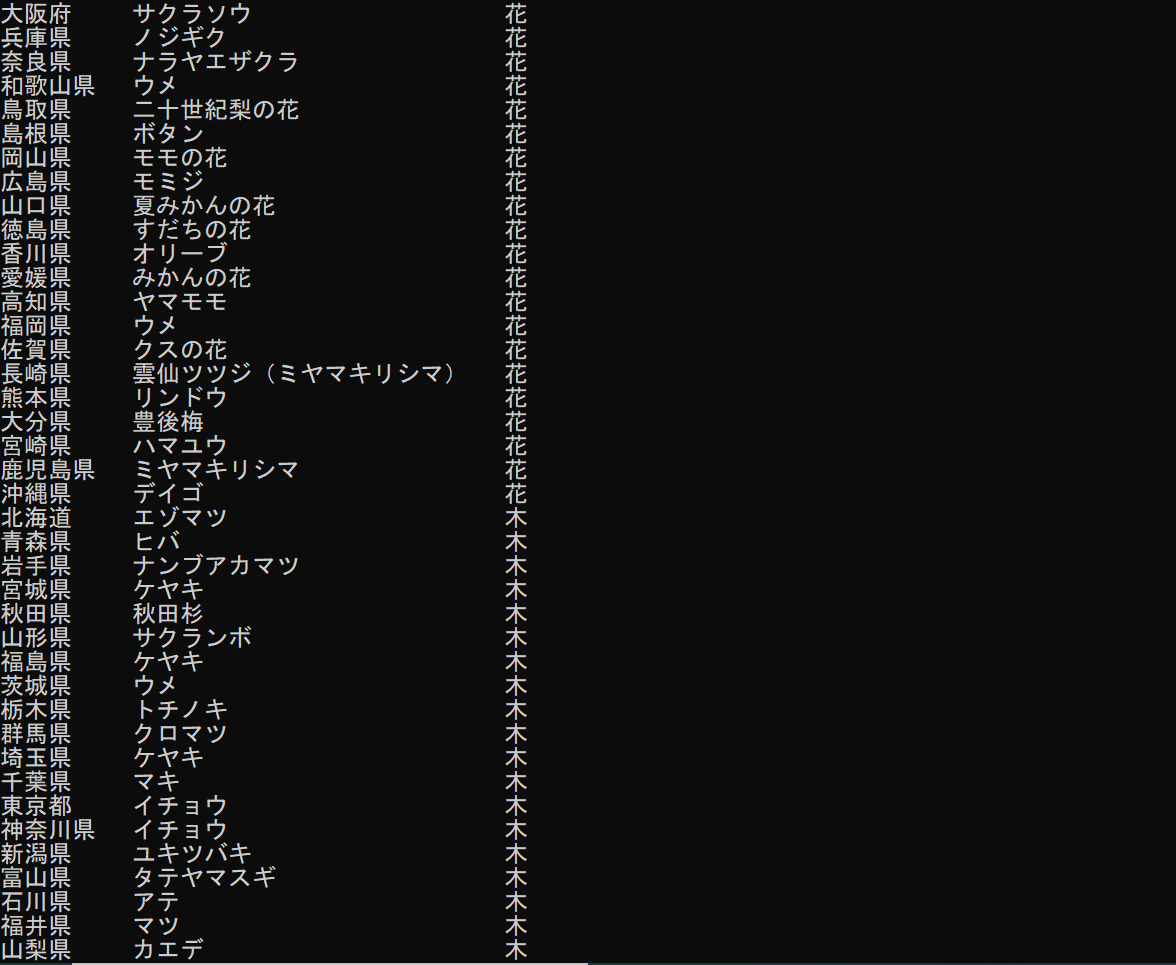 大阪府 サクラソウ 花
兵庫県 ノジギク 花
奈良県 ナラヤエザクラ 花
和歌山県 ウメ 花
鳥取県 二十世紀梨の花 花
島根県 ボタン 花
岡山県 モモの花 花
広島県 モミジ 花
山口県 夏みかんの花 花
徳島県 すだちの花 花
香川県 オリーブ 花
愛媛県 みかんの花 花
高知県 ヤマモモ 花
福岡県 ウメ 花
佐賀県 クスの花 花
長崎県 雲仙ツツジ（ミヤマキリシマ） 花
熊本県 リンドウ 花
大分県 豊後梅 花
宮崎県 ハマユウ 花
鹿児島県 ミヤマキリシマ 花
沖縄県 デイゴ 花
北海道 エゾマツ 木
青森県 ヒバ 木
岩手県 ナンブアカマツ 木
宮城県 ケヤキ 木
秋田県 秋田杉 木
山形県 サクランボ 木
福島県 ケヤキ 木
茨城県 ウメ 木
栃木県 トチノキ 木
群馬県 クロマツ 木
埼玉県 ケヤキ 木
千葉県 マキ 木
東京都 イチョウ 木
神奈川県 イチョウ 木
新潟県 ユキツバキ 木
富山県 タテヤマスギ 木
石川県 アテ 木
福井県 マツ 木
山梨県 カエデ 木